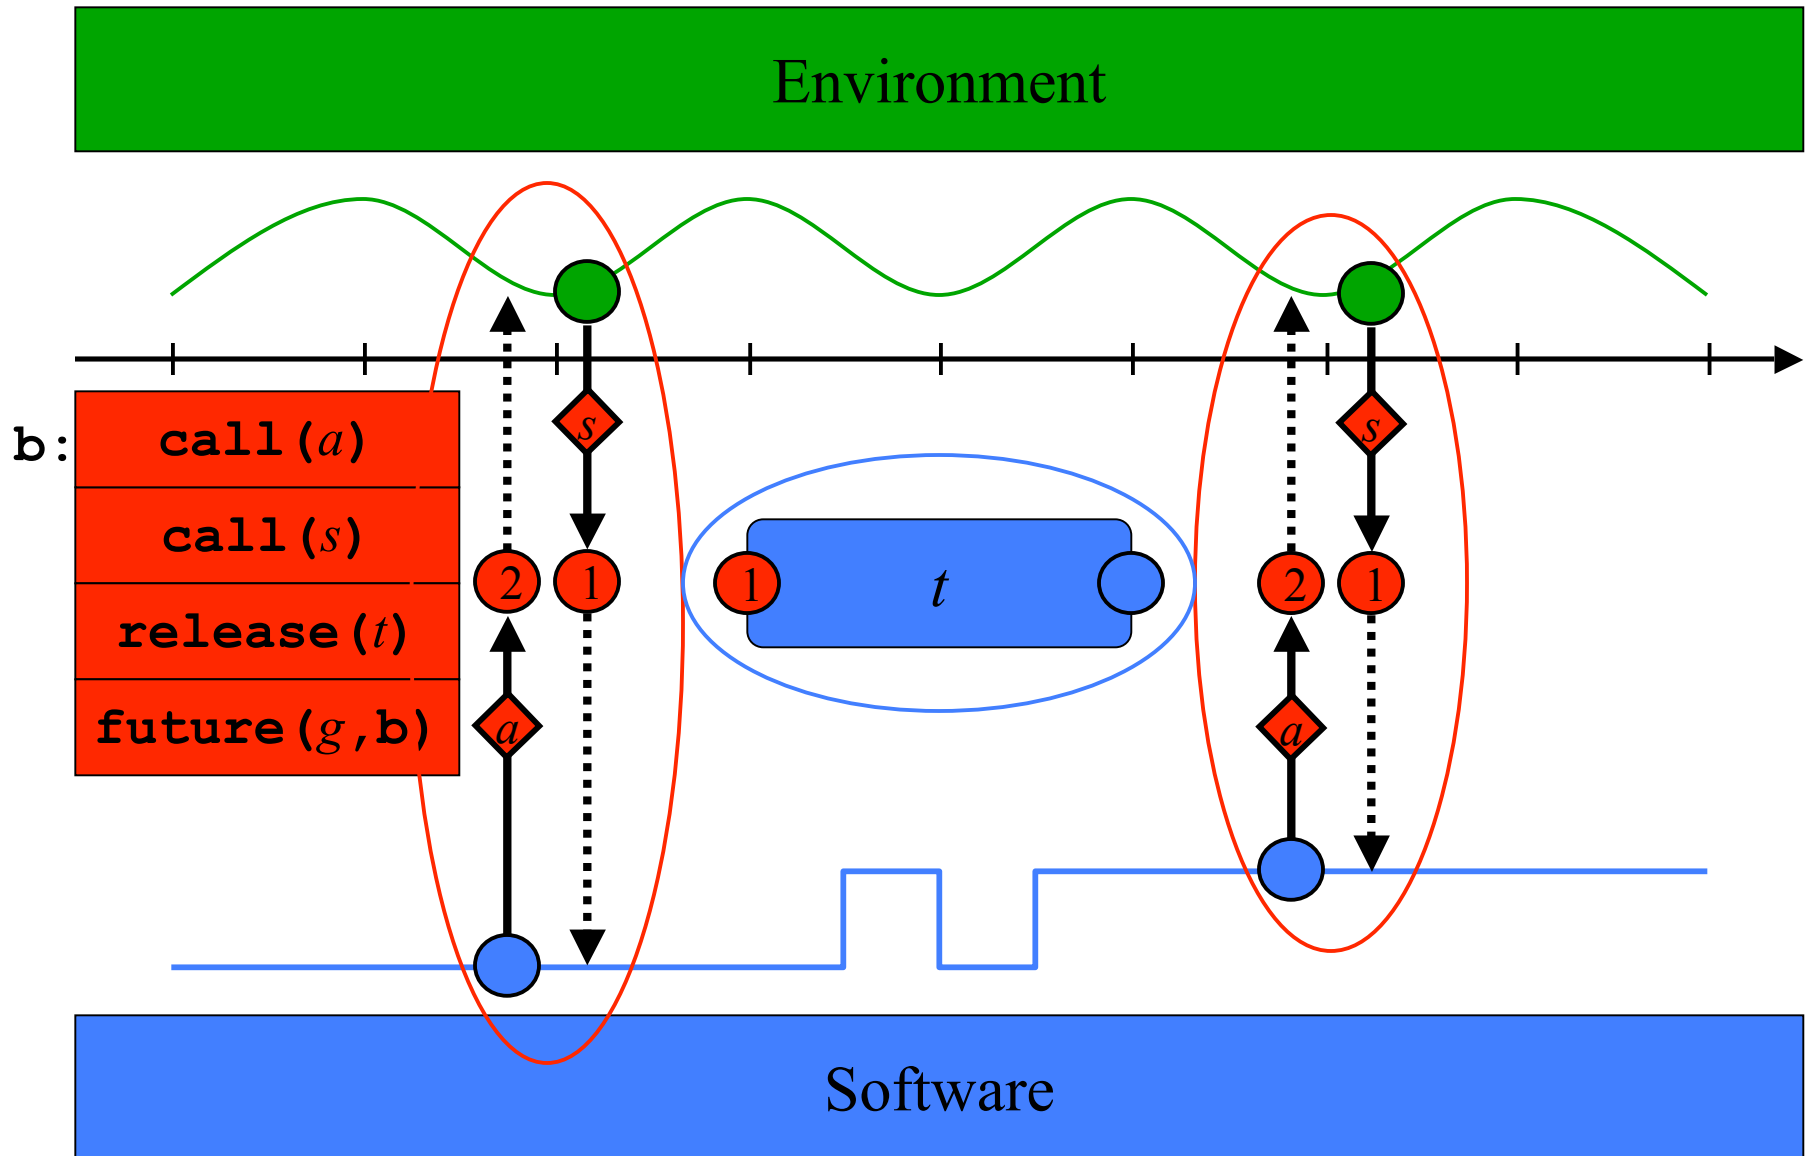 Environment
b:
call(a)
call(s)
release(t)
future(g,b)
s
s
2
1
1
t
2
1
a
a
Software